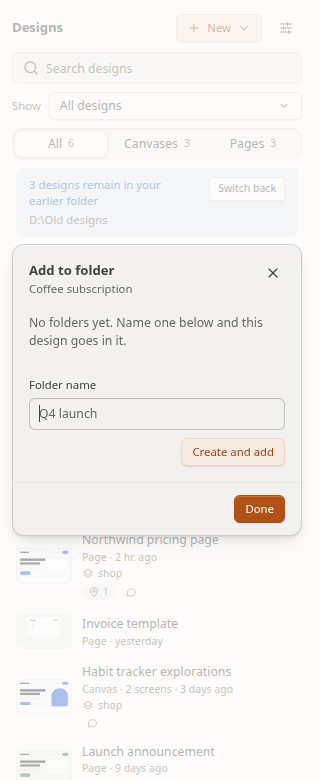 Designs
New
Search designs
Show
All designs
All 6
Canvases 3
Pages 3
3 designs remain in your
earlier folder
Switch back
D:\Old designs
Add to folder
Coffee subscription
No folders yet. Name one below and this
design goes in it.
Folder name
Q4 launch
Create and add
Done
Northwind pricing page
Page · 2 hr. ago
shop
1
Invoice template
Page · yesterday
Habit tracker explorations
Canvas · 2 screens · 3 days ago
shop
Launch announcement
Page · 9 days ago